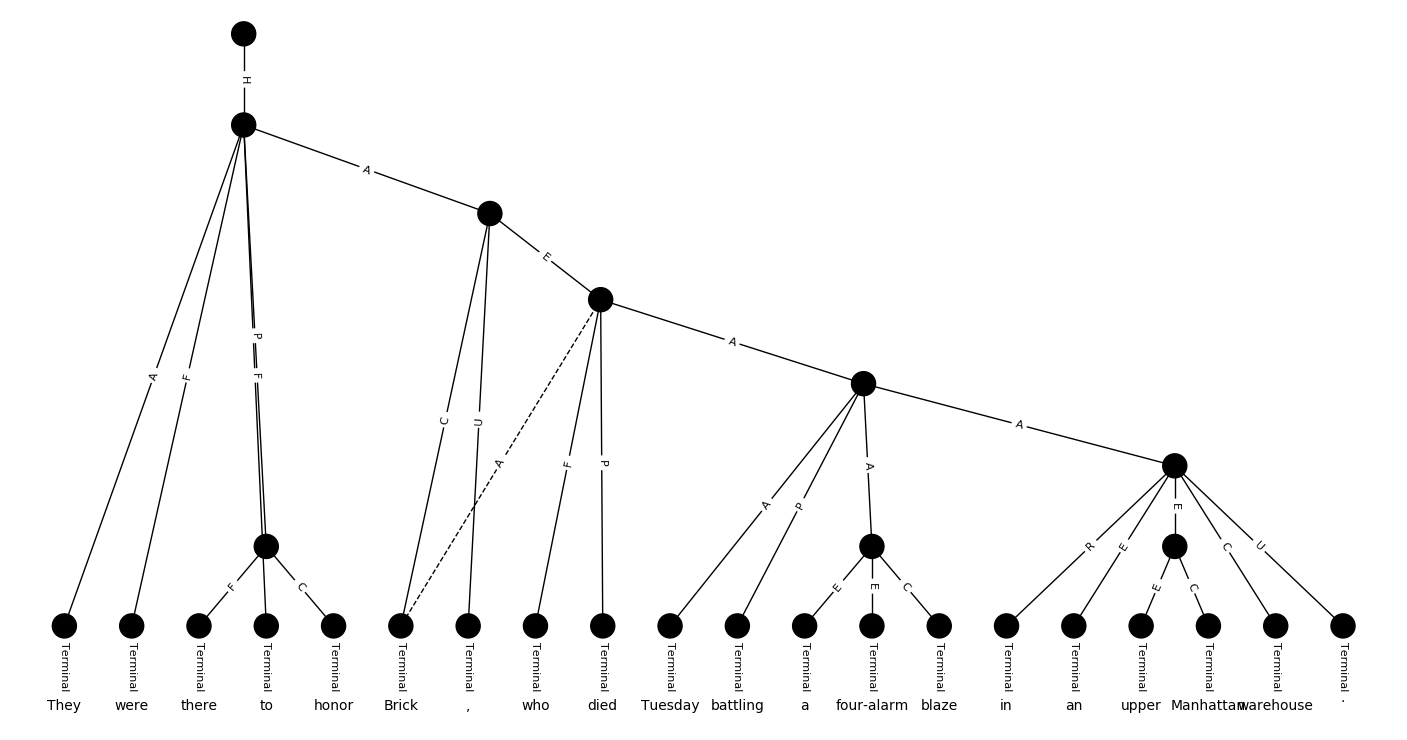 H
A
E
A
P
A
A F F C U A F P A P A R E E C U
F C E E C E C
Terminal Terminal Terminal Terminal Terminal Terminal Terminal Terminal Terminal Terminal Terminal Terminal Terminal Terminal Terminal Terminal Terminal Terminal Terminal Terminal
They were there to honor Brick , who died Tuesday battling a four-alarm blaze in an upper Manhattan warehouse .